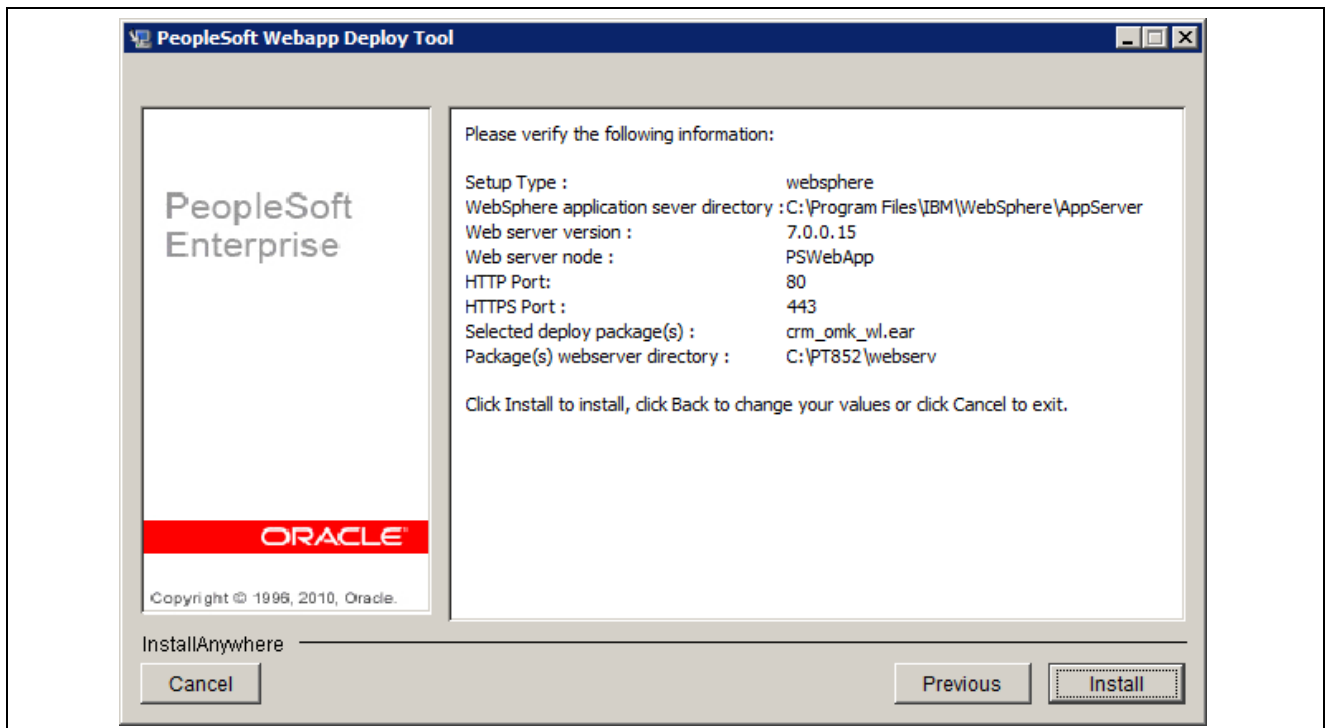 PeopleSoft Webapp Deploy Tool
PeopleSoft
Enterprise
ORACLE
Copyright © 1996, 2010, Oracle.
Please verify the following information:
Setup Type : websphere
WebSphere application sever directory :C:\Program Files\IBM\WebSphere\AppServer
Web server version : 7.0.0.15
Web server node : PSWebApp
HTTP Port: 80
HTTPS Port : 443
Selected deploy package(s) : crm_omk_wl.ear
Package(s) webserver directory : C:\PT852\webserv
Click Install to install, click Back to change your values or click Cancel to exit.
InstallAnywhere
Cancel Previous Install